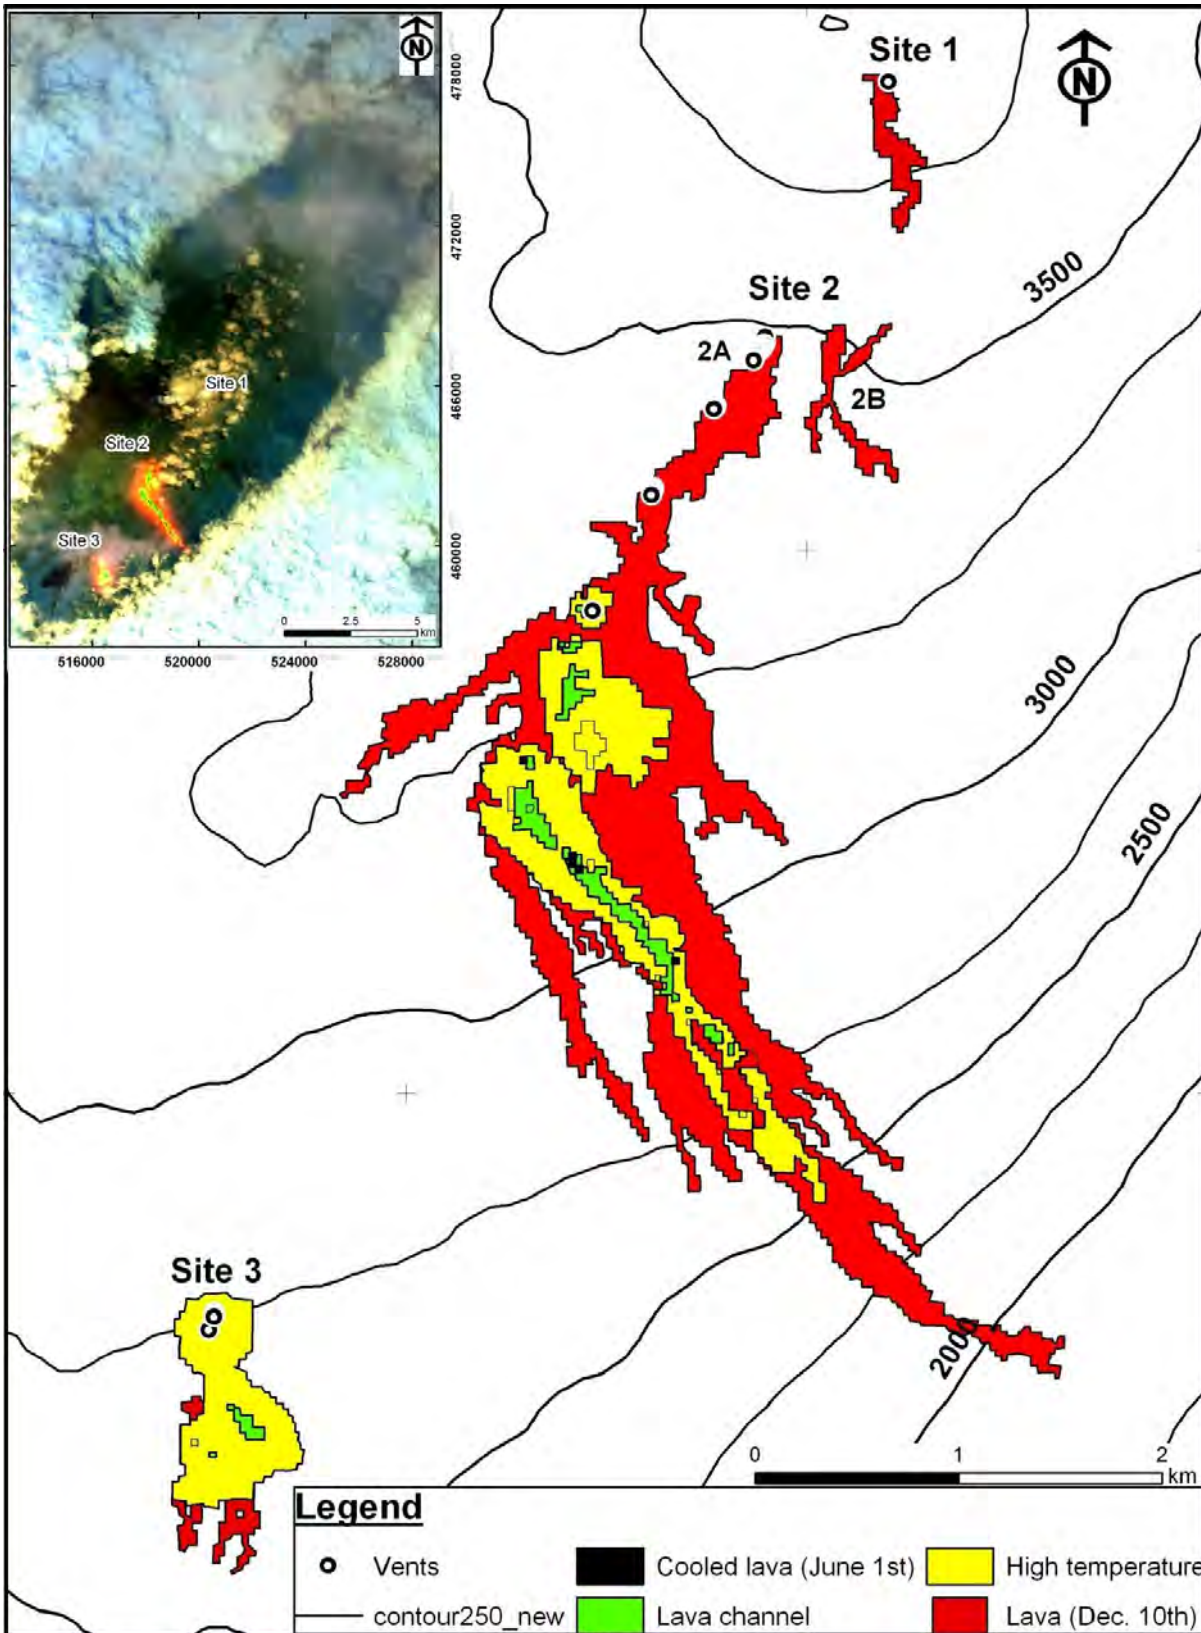 N
478000
472000
466000
460000
Site 1
Site 2
Site 3
0 2.5 5
km
516000 520000 524000 528000
Site 1
N
3500
Site 2
2A
2B
3000
2500
2000
Site 3
0 1 2
km
Legend
Vents
Cooled lava (June 1st)
High temperature
contour250_new
Lava channel
Lava (Dec. 10th)